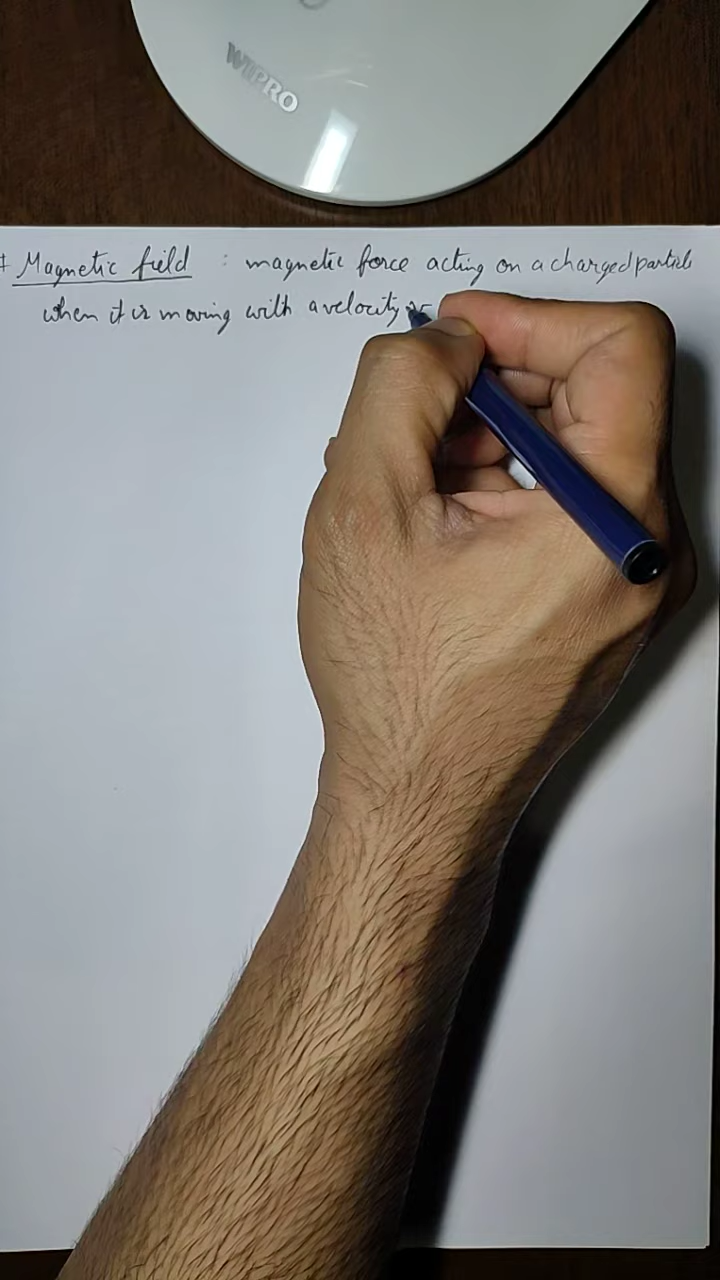 WIPRO
# Magnetic field : magnetic force acting on a charged particle
when it is moving with a velocity v